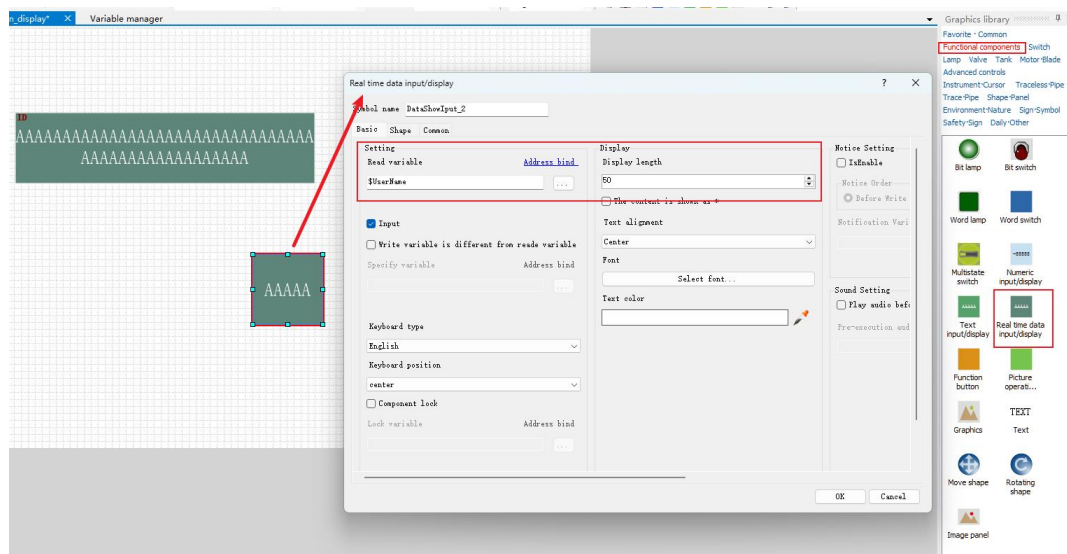 n_display* × Variable manager
ID
AAAAAAAAAAAAAAAAAAAAAAAAAAAAAAAA
AAAAAAAAAAAAAAAAAA
AAAAA
Real time data input/display ? ×
Symbol name DataShowIput_2
Basic Shape Common
Setting
Read variable Address bind
$UserName ...
Input
Write variable is different from reade variable
Specify variable Address bind
...
Keyboard type
English
Keyboard position
center
Component lock
Lock variable Address bind
...
Display
Display length
50
The content is shown as *
Text alignment
Center
Font
Select font...
Text color
Notice Setting
IsEnable
Notice Order
Before Write
Notification Vari
Sound Setting
Play audio befo
Pre-execution aud
OK Cancel
Graphics library
Favorite · Common
Functional components Switch
Lamp Valve Tank Motor·Blade
Advanced controls
Instrument·Cursor Traceless·Pipe
Trace·Pipe Shape·Panel
Environment·Nature Sign·Symbol
Safety·Sign Daily·Other
Bit lamp Bit switch
Word lamp Word switch
Multistate switch
Numeric input/display
Text input/display
Real time data input/display
Function button
Picture operati...
Graphics
TEXT
Text
Move shape
Rotating shape
Image panel